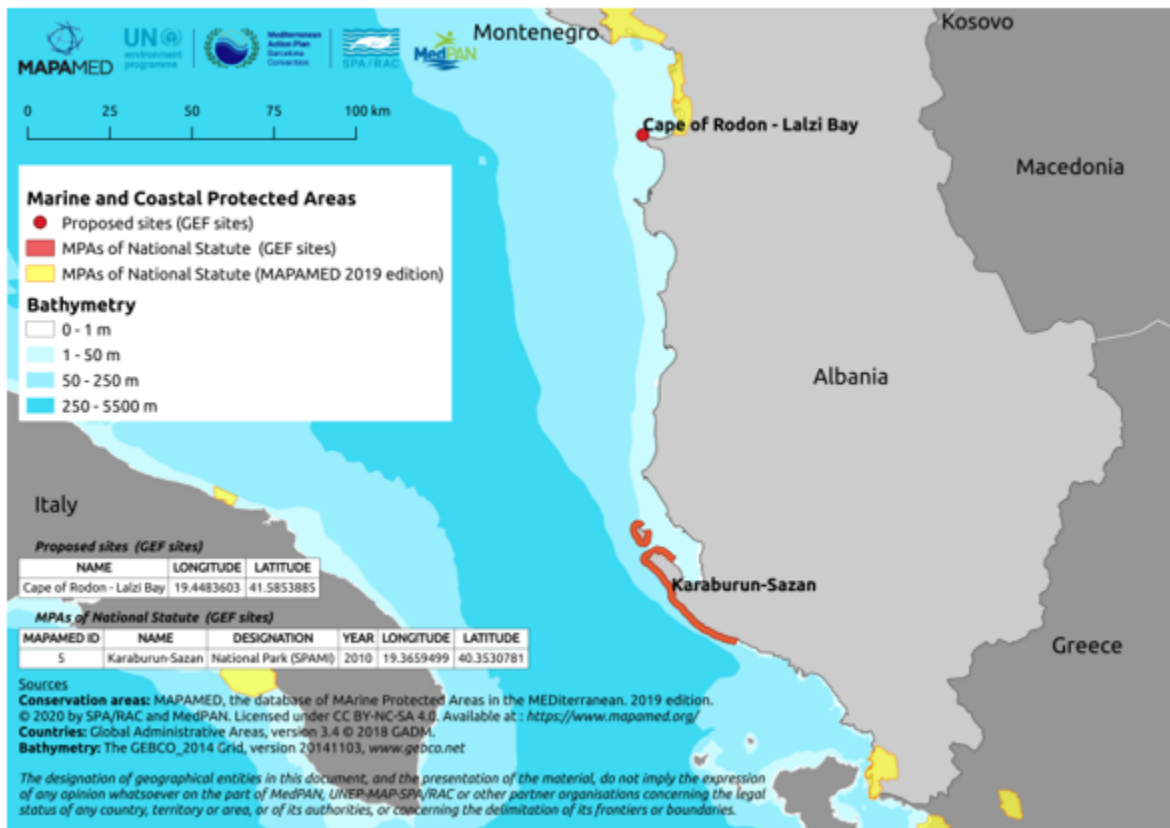 Montenegro
Kosovo
MAPAMED
UN
environment
programme
Mediterranean
Action Plan
Barcelona
Convention
SPA/RAC
MedPAN
0 25 50 75 100 km
Cape of Rodon - Lalzi Bay
Macedonia
Marine and Coastal Protected Areas
Proposed sites (GEF sites)
MPAs of National Statute (GEF sites)
MPAs of National Statute (MAPAMED 2019 edition)
Bathymetry
0 - 1 m
1 - 50 m
50 - 250 m
250 - 5500 m
Albania
Italy
Karaburun-Sazan
Greece
Proposed sites (GEF sites)
NAME LONGITUDE LATITUDE
Cape of Rodon - Lalzi Bay 19.4483603 41.5853885
MPAs of National Statute (GEF sites)
MAPAMED ID NAME DESIGNATION YEAR LONGITUDE LATITUDE
5 Karaburun-Sazan National Park (SPAMI) 2010 19.3659499 40.3530781
Sources
Conservation areas: MAPAMED, the database of MArine Protected Areas in the MEDiterranean. 2019 edition.
© 2020 by SPA/RAC and MedPAN. Licensed under CC BY-NC-SA 4.0. Available at : https://www.mapamed.org/
Countries: Global Administrative Areas, version 3.4 © 2018 GADM.
Bathymetry: The GEBCO_2014 Grid, version 20141103, www.gebco.net
The designation of geographical entities in this document, and the presentation of the material, do not imply the expression
of any opinion whatsoever on the part of MedPAN, UNEP-MAP-SPA/RAC or other partner organisations concerning the legal
status of any country, territory or area, or of its authorities, or concerning the delimitation of its frontiers or boundaries.